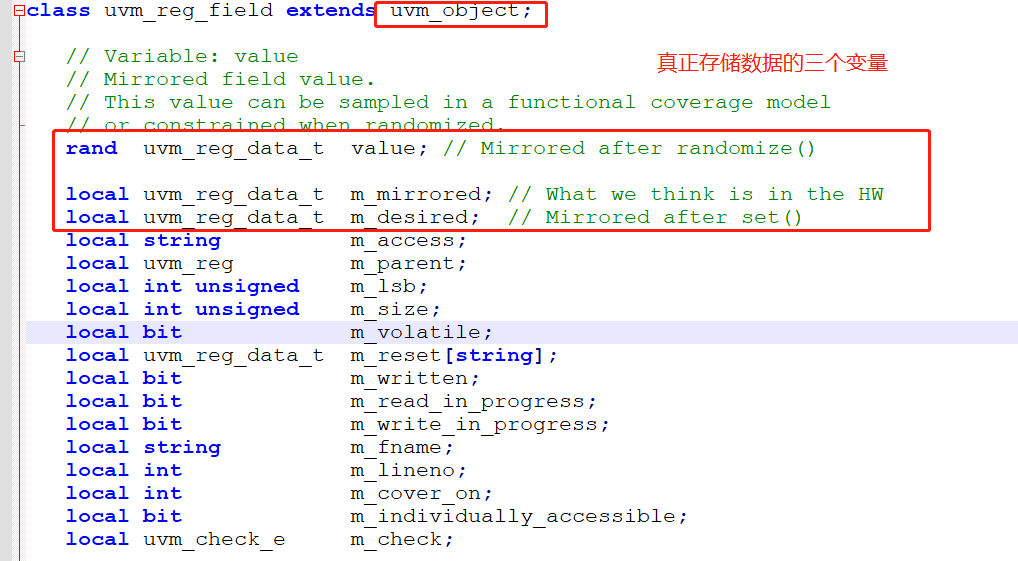 class uvm_reg_field extends uvm_object;
// Variable: value
真正存储数据的三个变量
// Mirrored field value.
// This value can be sampled in a functional coverage model
// or constrained when randomized.
rand uvm_reg_data_t value; // Mirrored after randomize()
local uvm_reg_data_t m_mirrored; // What we think is in the HW
local uvm_reg_data_t m_desired; // Mirrored after set()
local string m_access;
local uvm_reg m_parent;
local int unsigned m_lsb;
local int unsigned m_size;
local bit m_volatile;
local uvm_reg_data_t m_reset[string];
local bit m_written;
local bit m_read_in_progress;
local bit m_write_in_progress;
local string m_fname;
local int m_lineno;
local int m_cover_on;
local bit m_individually_accessible;
local uvm_check_e m_check;